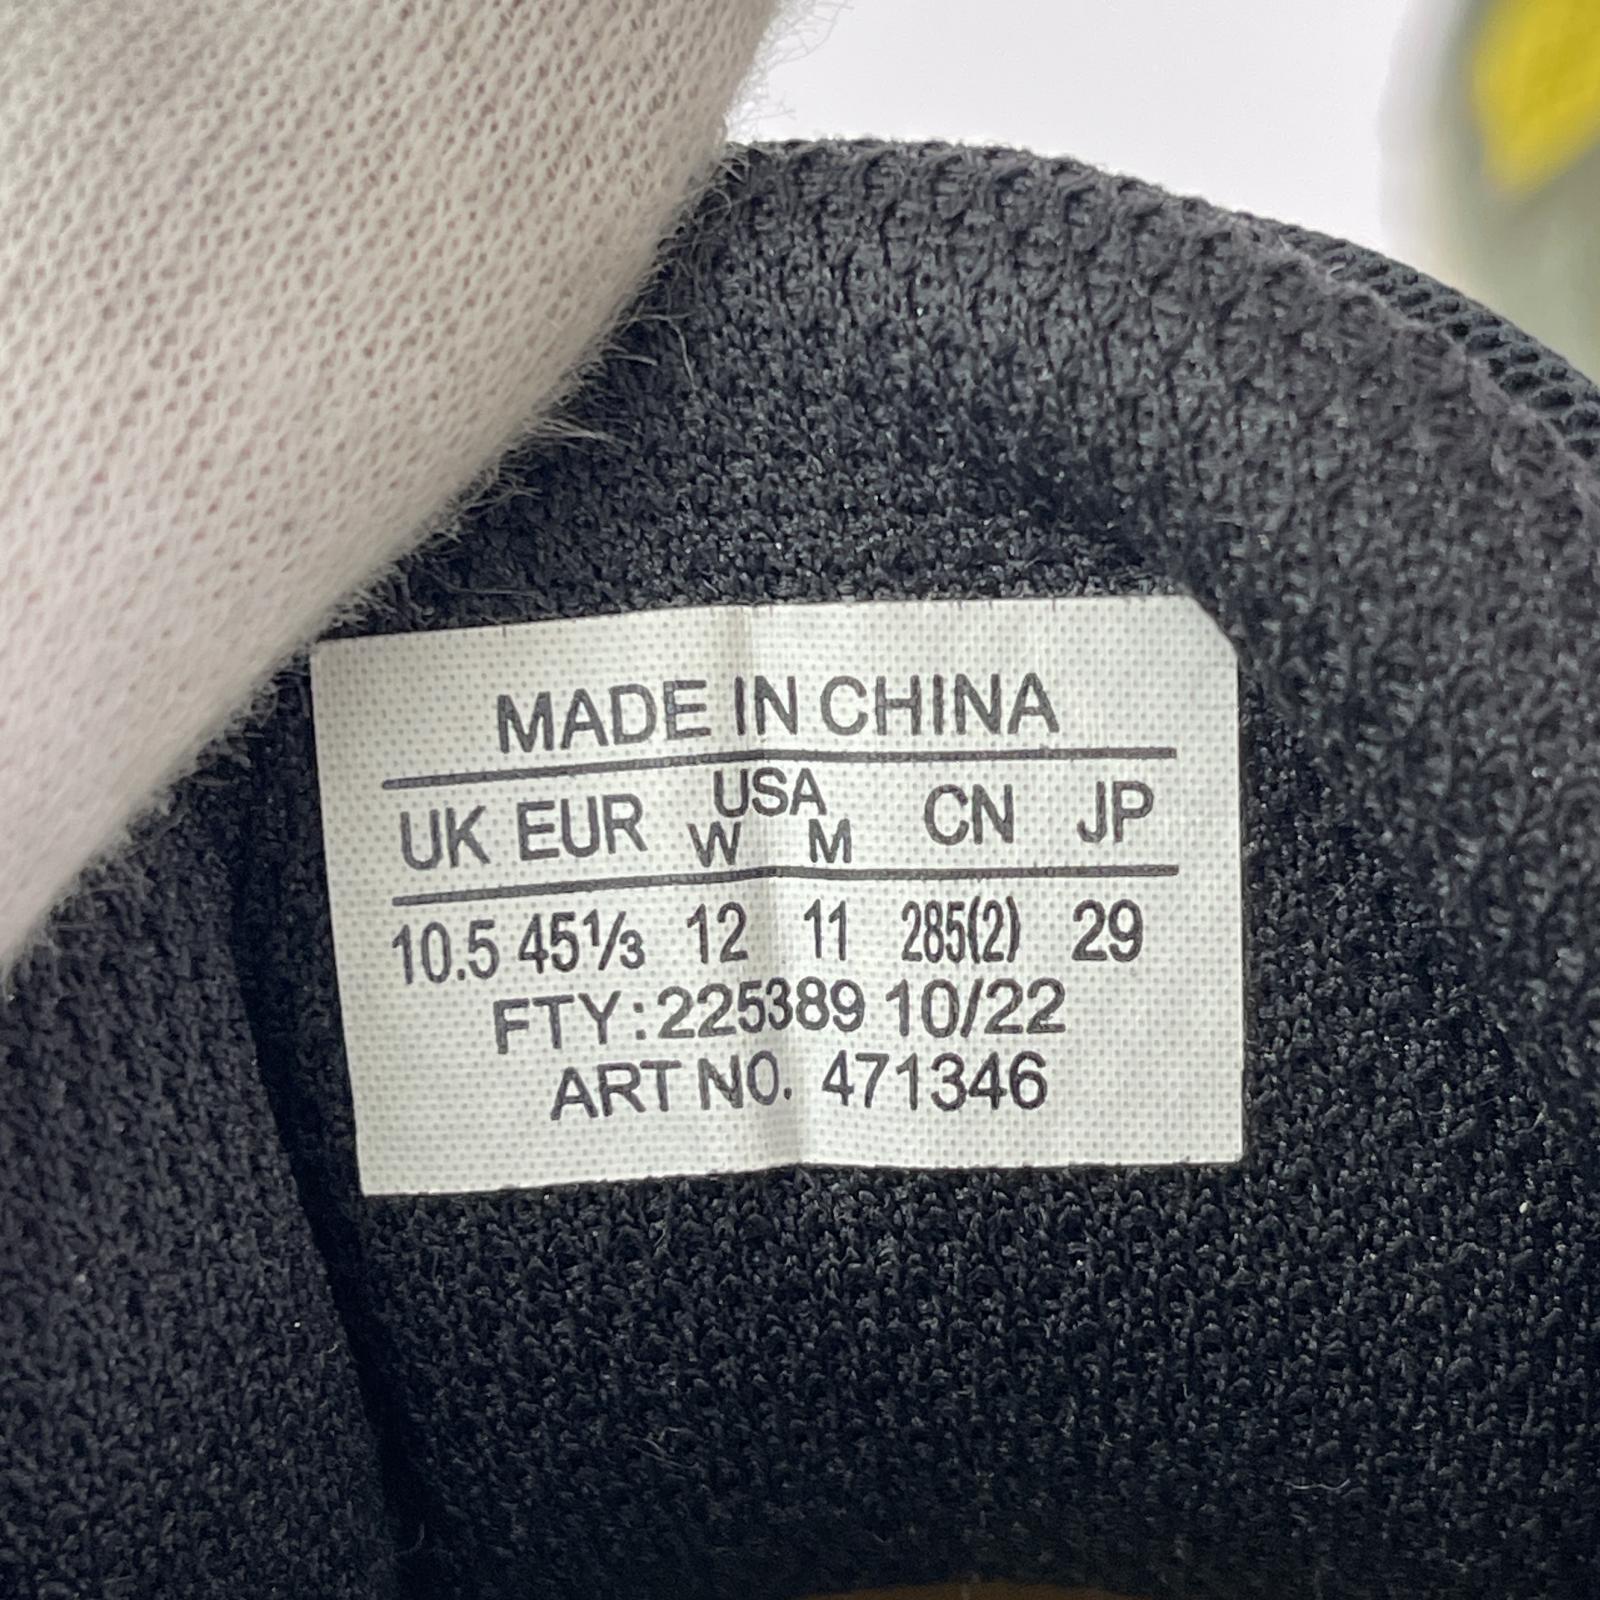 MADE IN CHINA
UK EUR USA CN JP
W M
10.5 45⅓ 12 11 285(2) 29
FTY:225389 10/22
ART NO. 471346